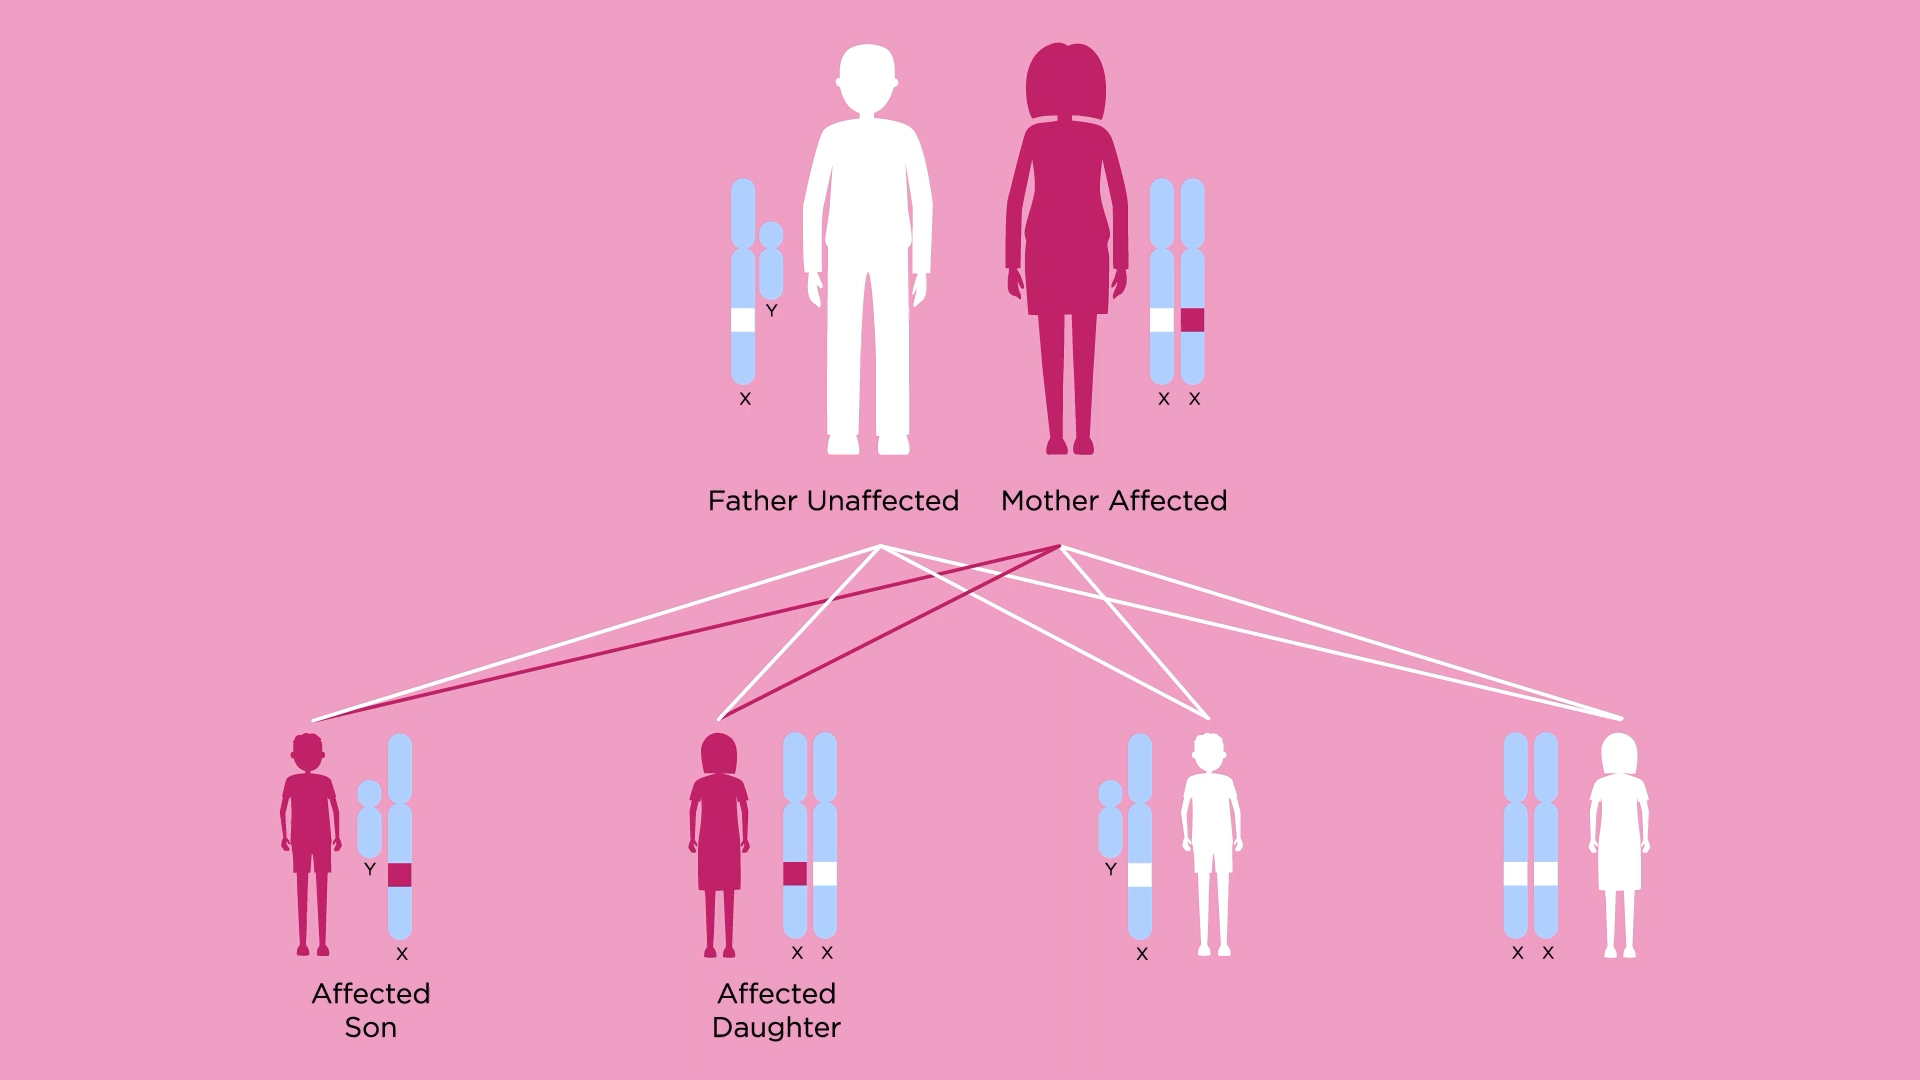 Y
X
X X
Father Unaffected
Mother Affected
Y
X
X X
Y
X
X X
Affected
Son
Affected
Daughter